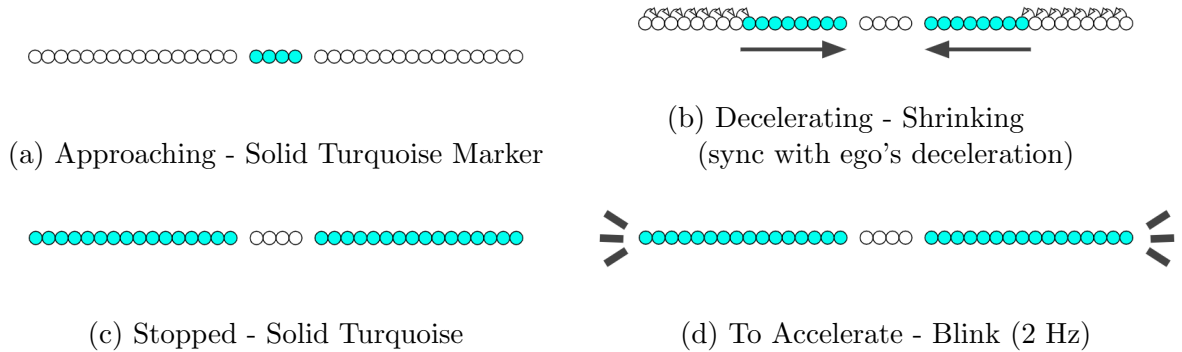 (a) Approaching - Solid Turquoise Marker
(b) Decelerating - Shrinking
(sync with ego's deceleration)
(c) Stopped - Solid Turquoise
(d) To Accelerate - Blink (2 Hz)